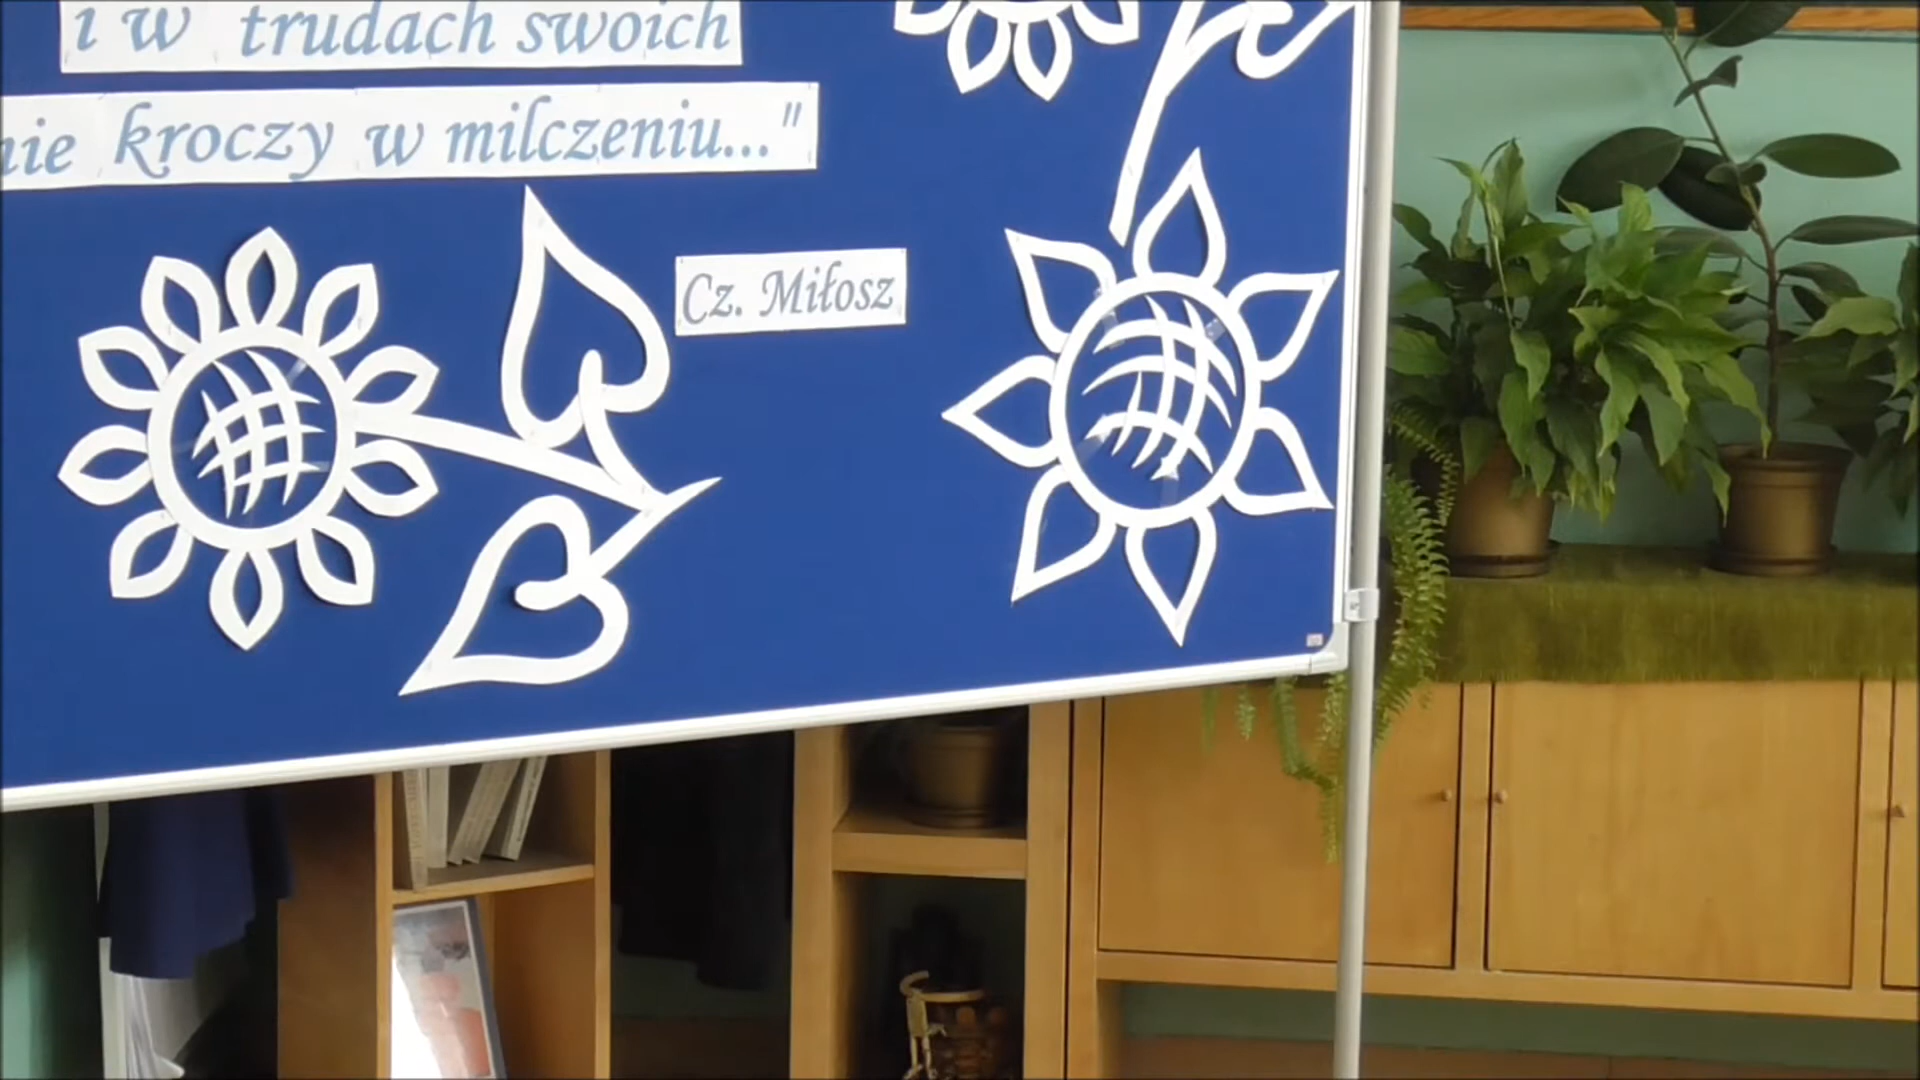 i w trudach swoich
nie kroczy w milczeniu..."
Cz. Miłosz